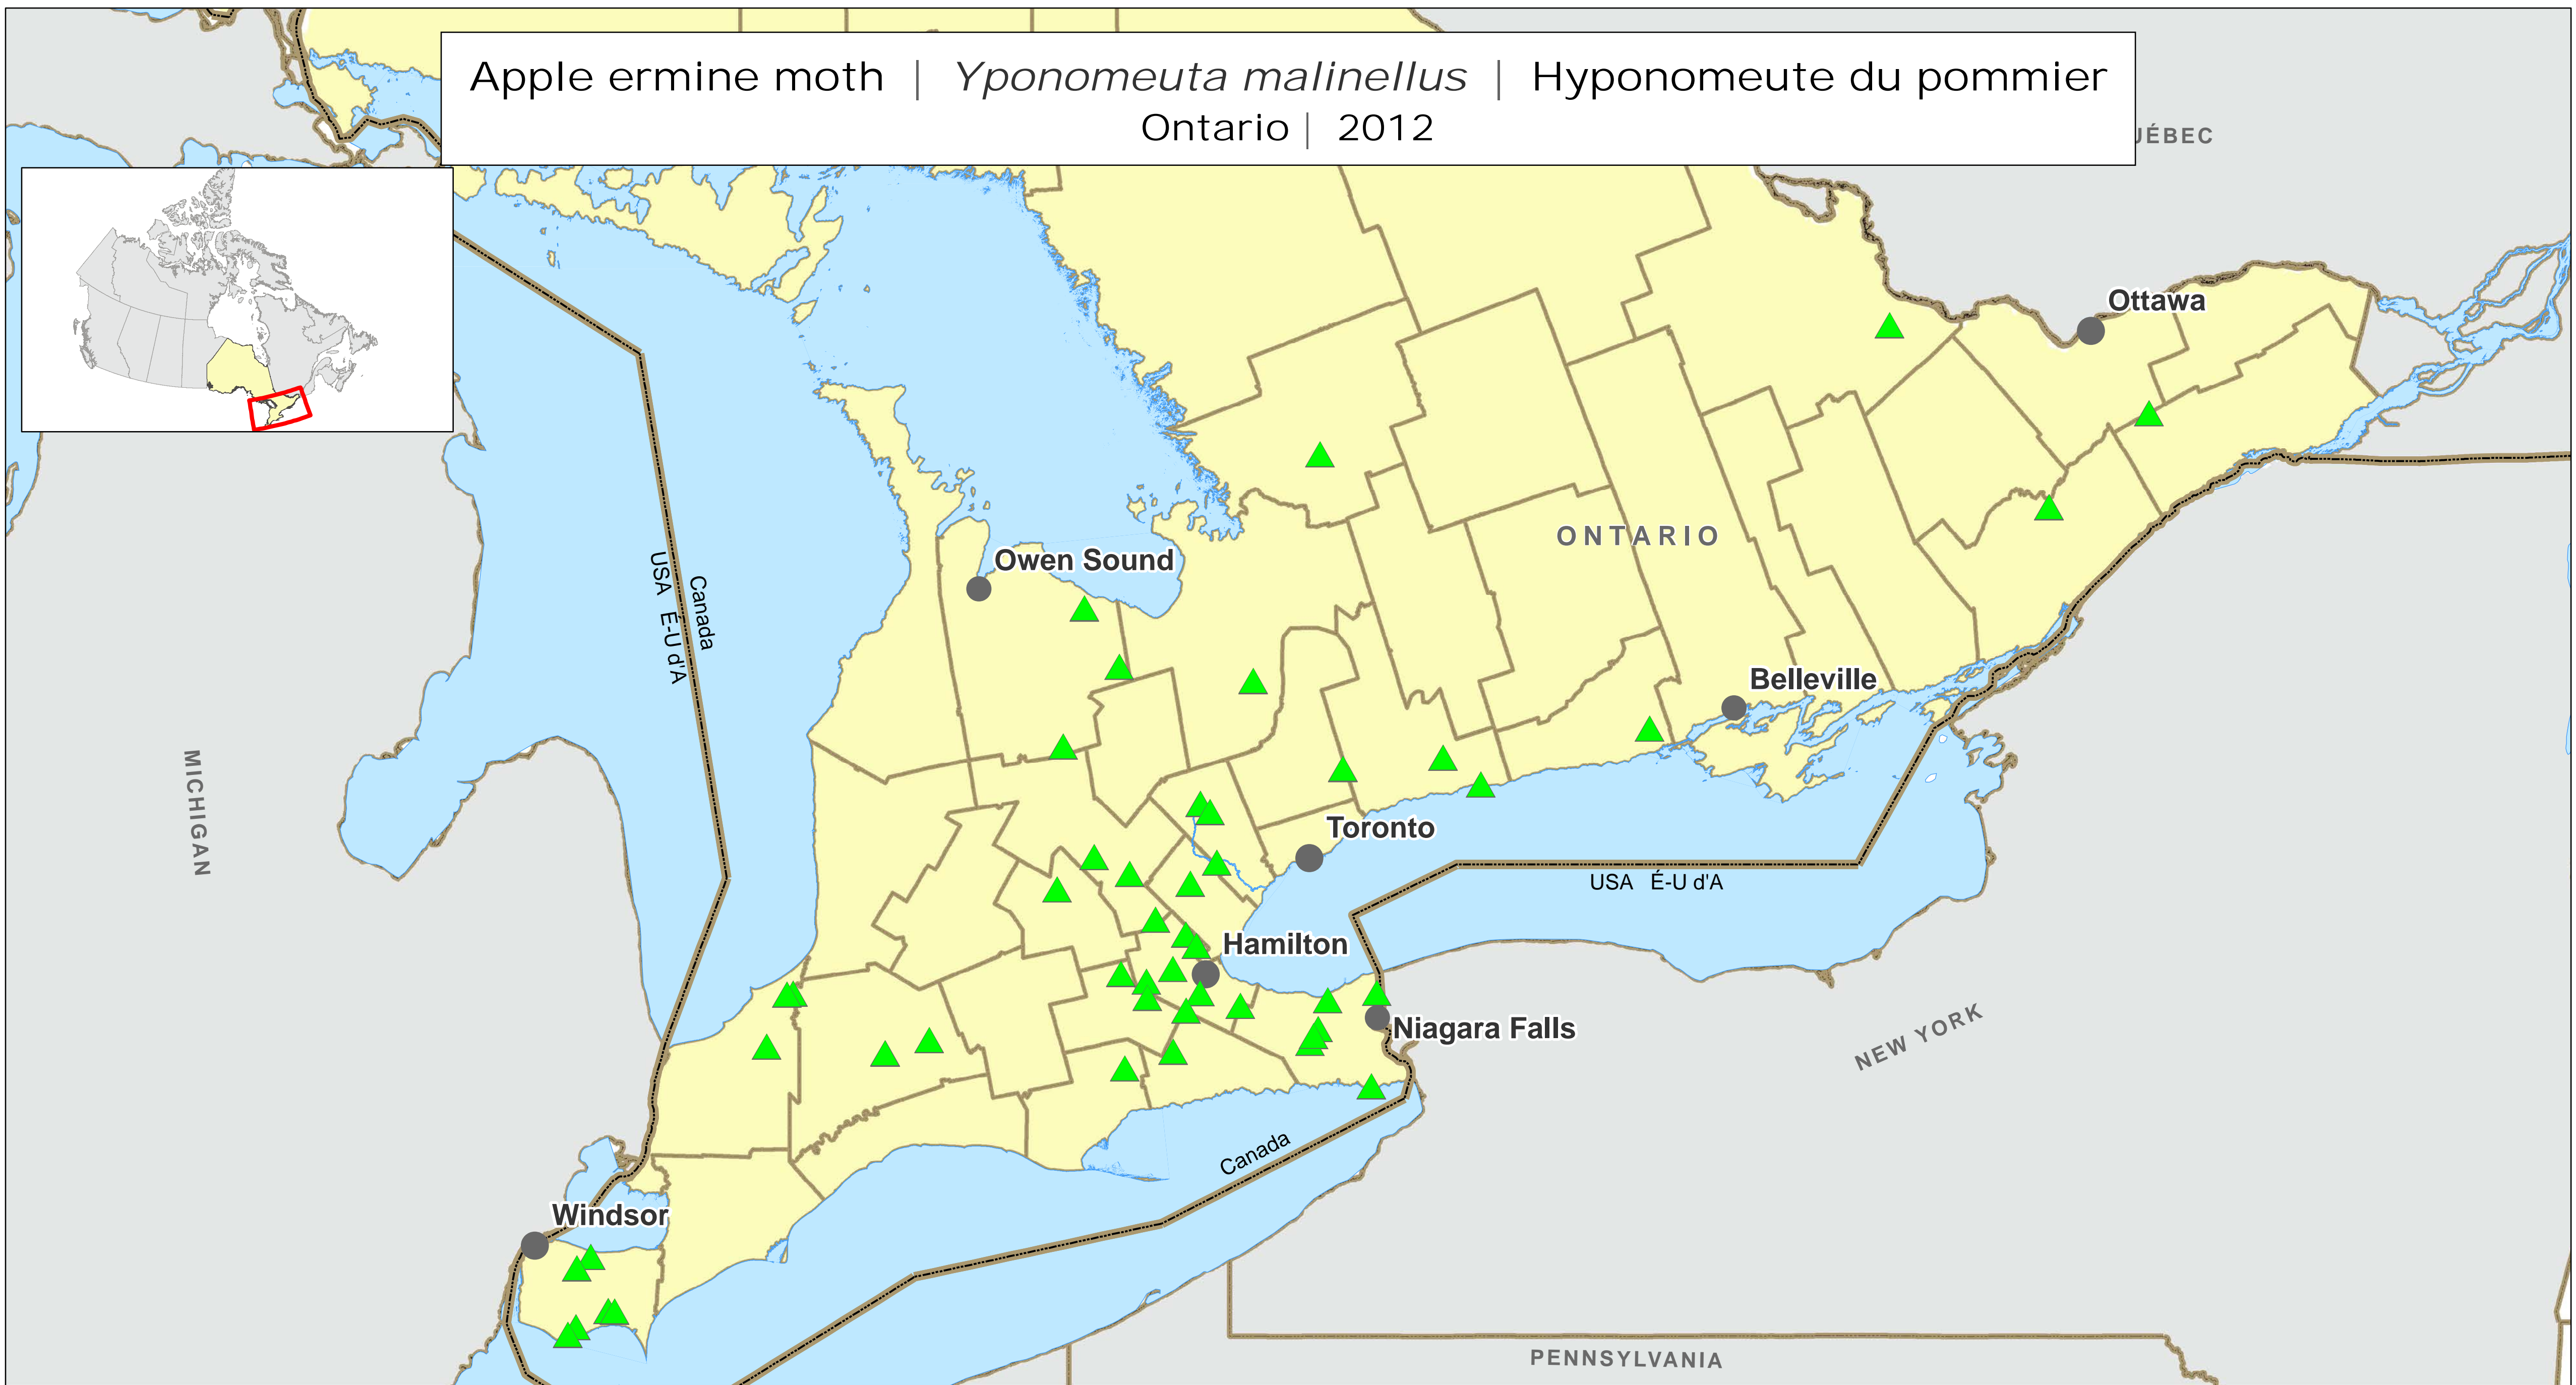 Apple ermine moth | Yponomeuta malinellus | Hyponomeute du pommier
Ontario | 2012
UÉBEC
Ottawa
ONTARIO
Owen Sound
Canada
USA É-U d'A
Belleville
MICHIGAN
Toronto
USA É-U d'A
Hamilton
Niagara Falls
NEW YORK
Canada
Windsor
PENNSYLVANIA